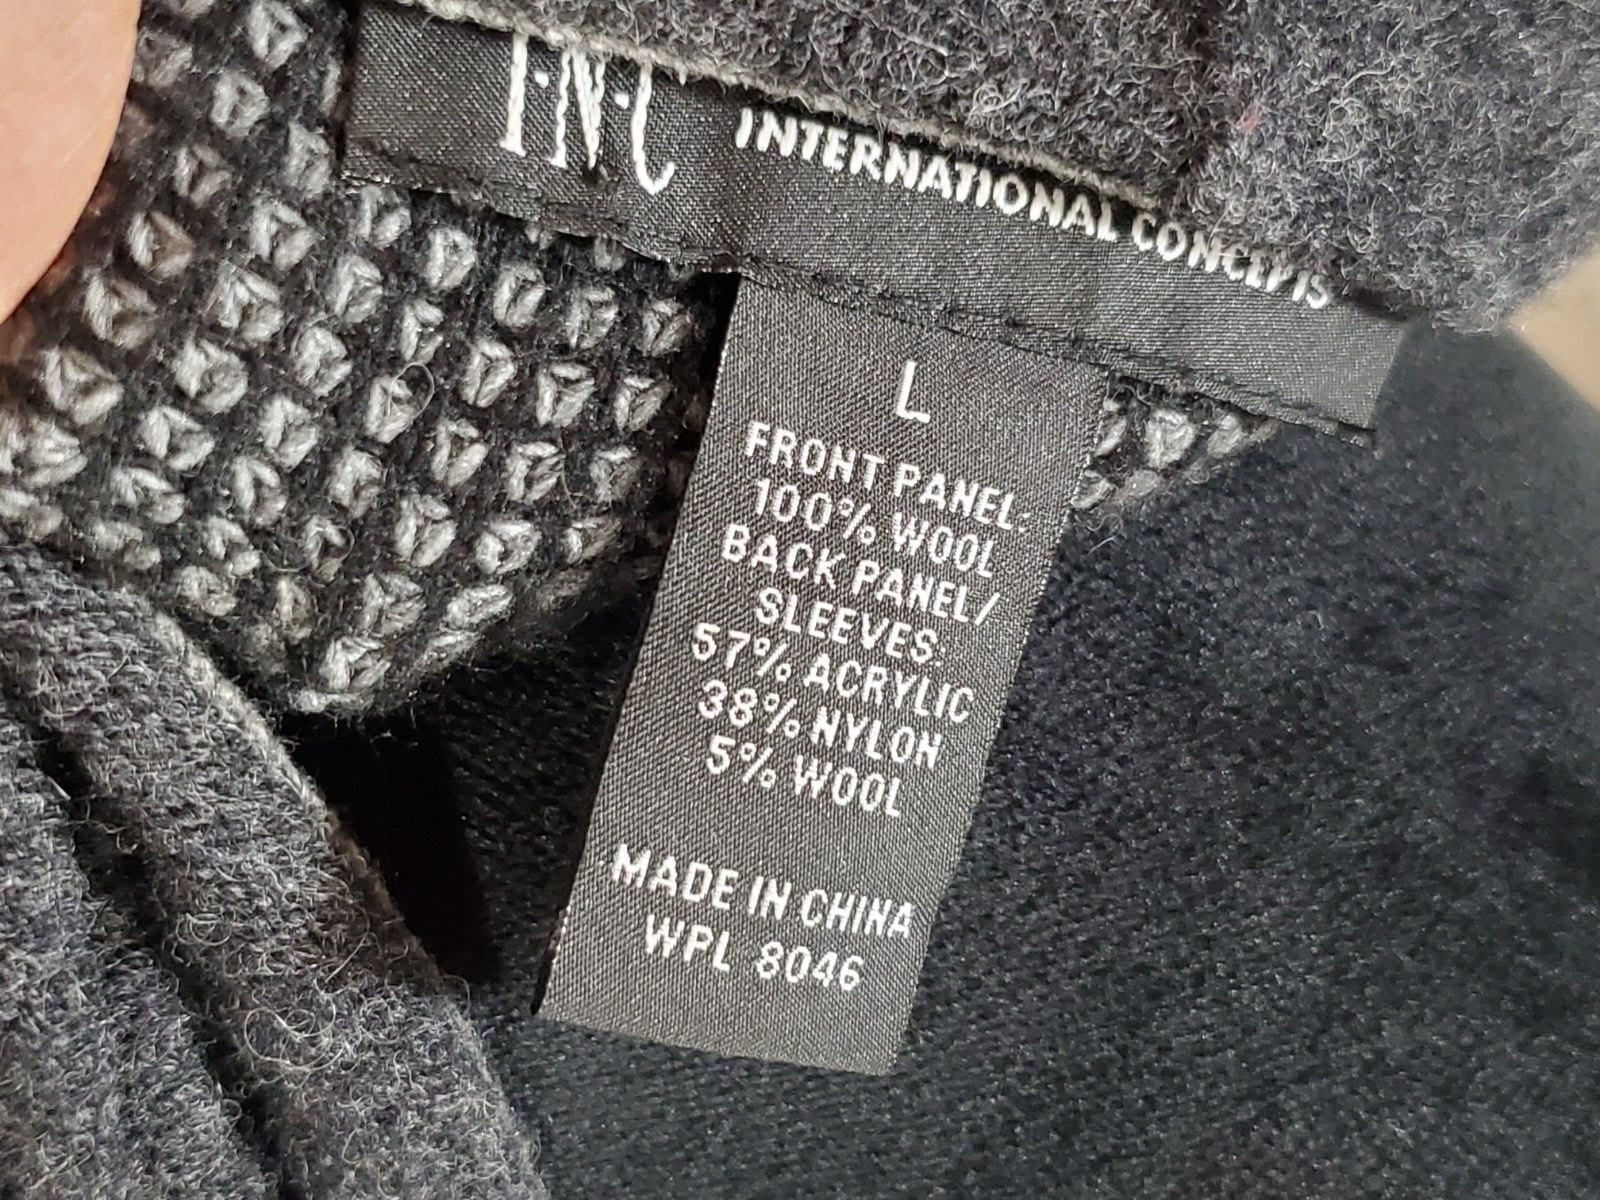 I·N·C INTERNATIONAL CONCEPTS
L
FRONT PANEL:
100% WOOL
BACK PANEL/
SLEEVES:
57% ACRYLIC
38% NYLON
5% WOOL
MADE IN CHINA
WPL 8046